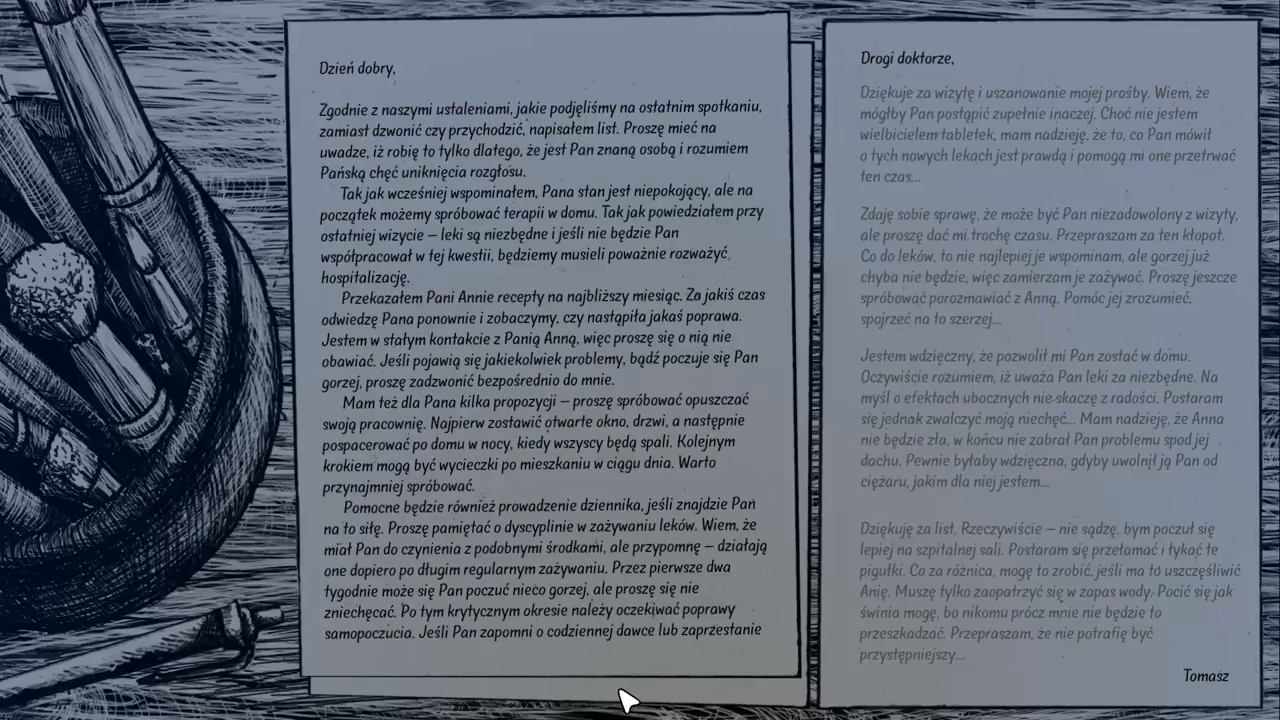 Dzień dobry,
Zgodnie z naszymi ustaleniami, jakie podjęliśmy na ostatnim spotkaniu,
zamiast dzwonić czy przychodzić, napisałem list. Proszę mieć na
uwadze, iż robię to tylko dlatego, że jest Pan znaną osobą i rozumiem
Pańską chęć uniknięcia rozgłosu.
Tak jak wcześniej wspominałem, Pana stan jest niepokojący, ale na
początek możemy spróbować terapii w domu. Tak jak powiedziałem przy
ostatniej wizycie – leki są niezbędne i jeśli nie będzie Pan
współpracował w tej kwestii, będziemy musieli poważnie rozważyć
hospitalizację.
Przekazałem Pani Annie recepty na najbliższy miesiąc. Za jakiś czas
odwiedzę Pana ponownie i zobaczymy, czy nastąpiła jakaś poprawa.
Jestem w stałym kontakcie z Panią Anną, więc proszę się o nią nie
obawiać. Jeśli pojawią się jakiekolwiek problemy, bądź poczuje się Pan
gorzej, proszę zadzwonić bezpośrednio do mnie.
Mam też dla Pana kilka propozycji – proszę spróbować opuszczać
swoją pracownię. Najpierw zostawić otwarte okno, drzwi, a następnie
pospacerować po domu w nocy, kiedy wszyscy będą spali. Kolejnym
krokiem mogą być wycieczki po mieszkaniu w ciągu dnia. Warto
przynajmniej spróbować.
Pomocne będzie również prowadzenie dziennika, jeśli znajdzie Pan
na to siłę. Proszę pamiętać o dyscyplinie w zażywaniu leków. Wiem, że
miał Pan do czynienia z podobnymi środkami, ale przypomnę – działają
one dopiero po długim regularnym zażywaniu. Przez pierwsze dwa
tygodnie może się Pan poczuć nieco gorzej, ale proszę się nie
zniechęcać. Po tym krytycznym okresie należy oczekiwać poprawy
samopoczucia. Jeśli Pan zapomni o codziennej dawce lub zaprzestanie
Drogi doktorze,
Dziękuje za wizytę i uszanowanie mojej prośby. Wiem, że
mógłby Pan postąpić zupełnie inaczej. Choć nie jestem
wielbicielem tabletek, mam nadzieję, że to, co Pan mówił
o tych nowych lekach jest prawdą i pomogą mi one przetrwać
ten czas...
Zdaję sobie sprawę, że może być Pan niezadowolony z wizyty,
ale proszę dać mi trochę czasu. Przepraszam za ten kłopot.
Co do leków, to nie najlepiej je wspominam, ale gorzej już
chyba nie będzie, więc zamierzam je zażywać. Proszę jeszcze
spróbować porozmawiać z Anną. Pomóc jej zrozumieć,
spojrzeć na to szerzej...
Jestem wdzięczny, że pozwolił mi Pan zostać w domu.
Oczywiście rozumiem, iż uważa Pan leki za niezbędne. Na
myśl o efektach ubocznych nie skaczę z radości. Postaram
się jednak zwalczyć moją niechęć... Mam nadzieję, że Anna
nie będzie zła, w końcu nie zabrał Pan problemu spod jej
dachu. Pewnie byłaby wdzięczna, gdyby uwolnił ją Pan od
ciężaru, jakim dla niej jestem...
Dziękuję za list. Rzeczywiście – nie sądzę, bym poczuł się
lepiej na szpitalnej sali. Postaram się przełamać i łykać te
pigułki. Co za różnica, mogę to zrobić, jeśli ma to uszczęśliwić
Anię. Muszę tylko zaopatrzyć się w zapas wody. Pocić się jak
świnia mogę, bo nikomu prócz mnie nie będzie to
przeszkadzać. Przepraszam, że nie potrafię być
przystępniejszy...
Tomasz